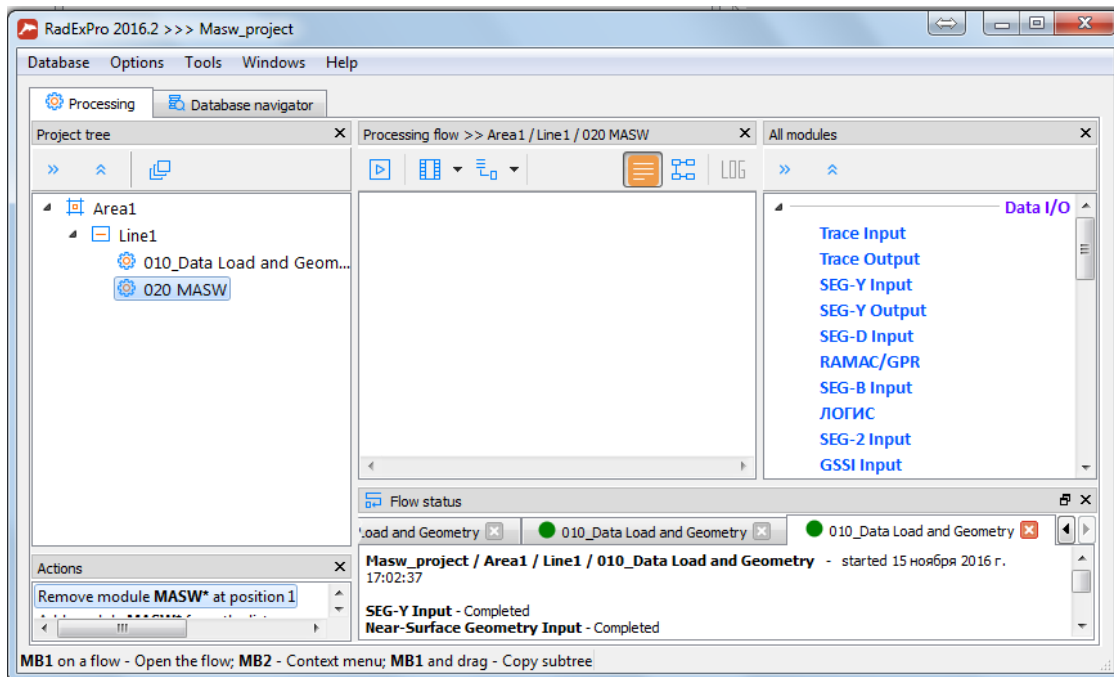 RadExPro 2016.2 >>> Masw_project
Database Options Tools Windows Help
Processing Database navigator
Project tree
Processing flow >> Area1 / Line1 / 020 MASW
All modules
LOG
Area1
Line1
010_Data Load and Geom...
020 MASW
Data I/O
Trace Input
Trace Output
SEG-Y Input
SEG-Y Output
SEG-D Input
RAMAC/GPR
SEG-B Input
ЛОГИС
SEG-2 Input
GSSI Input
Flow status
Load and Geometry
010_Data Load and Geometry
010_Data Load and Geometry
Masw_project / Area1 / Line1 / 010_Data Load and Geometry - started 15 ноября 2016 г.
17:02:37
SEG-Y Input - Completed
Near-Surface Geometry Input - Completed
Actions
Remove module MASW* at position 1
MB1 on a flow - Open the flow; MB2 - Context menu; MB1 and drag - Copy subtree